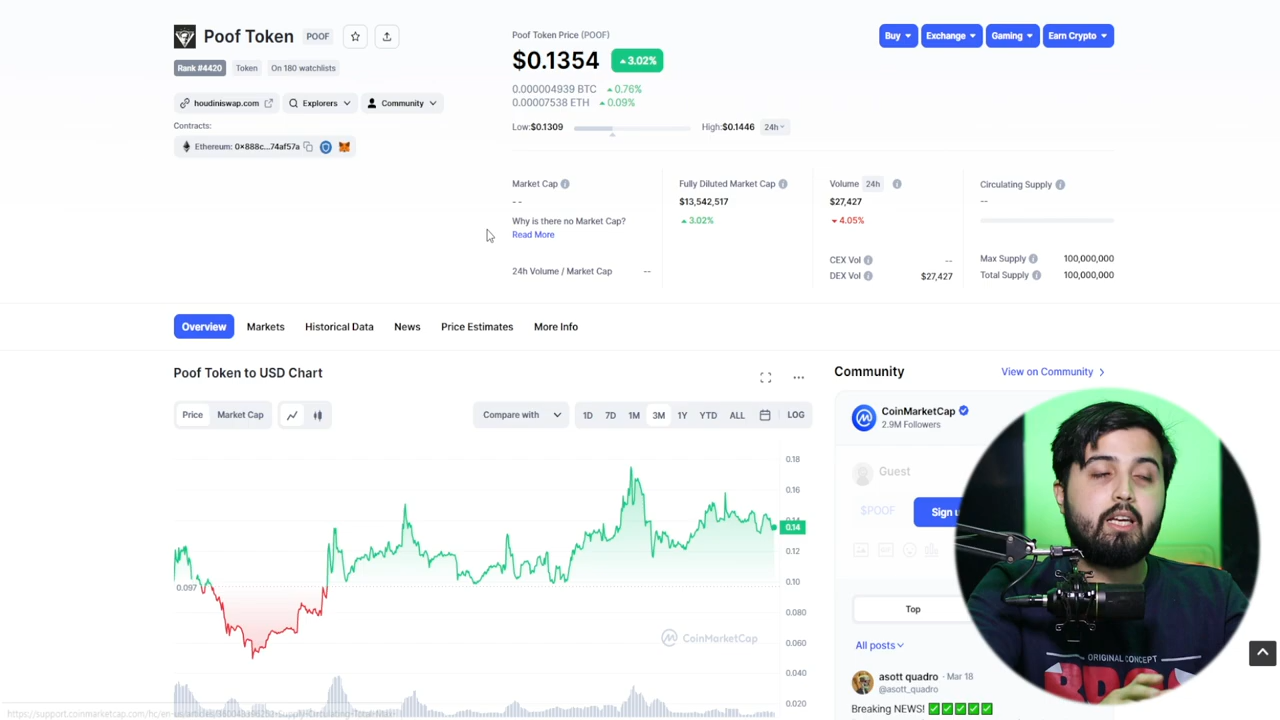 Poof Token POOF
Rank #4420 Token On 180 watchlists
houdiniswap.com Explorers Community
Contracts:
Ethereum: 0x888c...74af57a
Poof Token Price (POOF)
$0.1354 3.02%
0.000004939 BTC 0.76%
0.00007538 ETH 0.09%
Low:$0.1309 High:$0.1446 24h
Buy Exchange Gaming Earn Crypto
Market Cap
--
Why is there no Market Cap?
Read More
24h Volume / Market Cap --
Fully Diluted Market Cap
$13,542,517
3.02%
Volume 24h
$27,427
4.05%
CEX Vol --
DEX Vol $27,427
Circulating Supply
--
Max Supply 100,000,000
Total Supply 100,000,000
Overview Markets Historical Data News Price Estimates More Info
Poof Token to USD Chart
Price Market Cap Compare with 1D 7D 1M 3M 1Y YTD ALL LOG
0.18
0.16
0.14
0.12
0.10
0.080
0.060
0.040
0.020
0.097
CoinMarketCap
Community View on Community
CoinMarketCap
2.9M Followers
Guest
$POOF
Sign u
Top
All posts
asott quadro · Mar 18
@asott_quadro
Breaking NEWS!
ORIGINAL CONCEPT